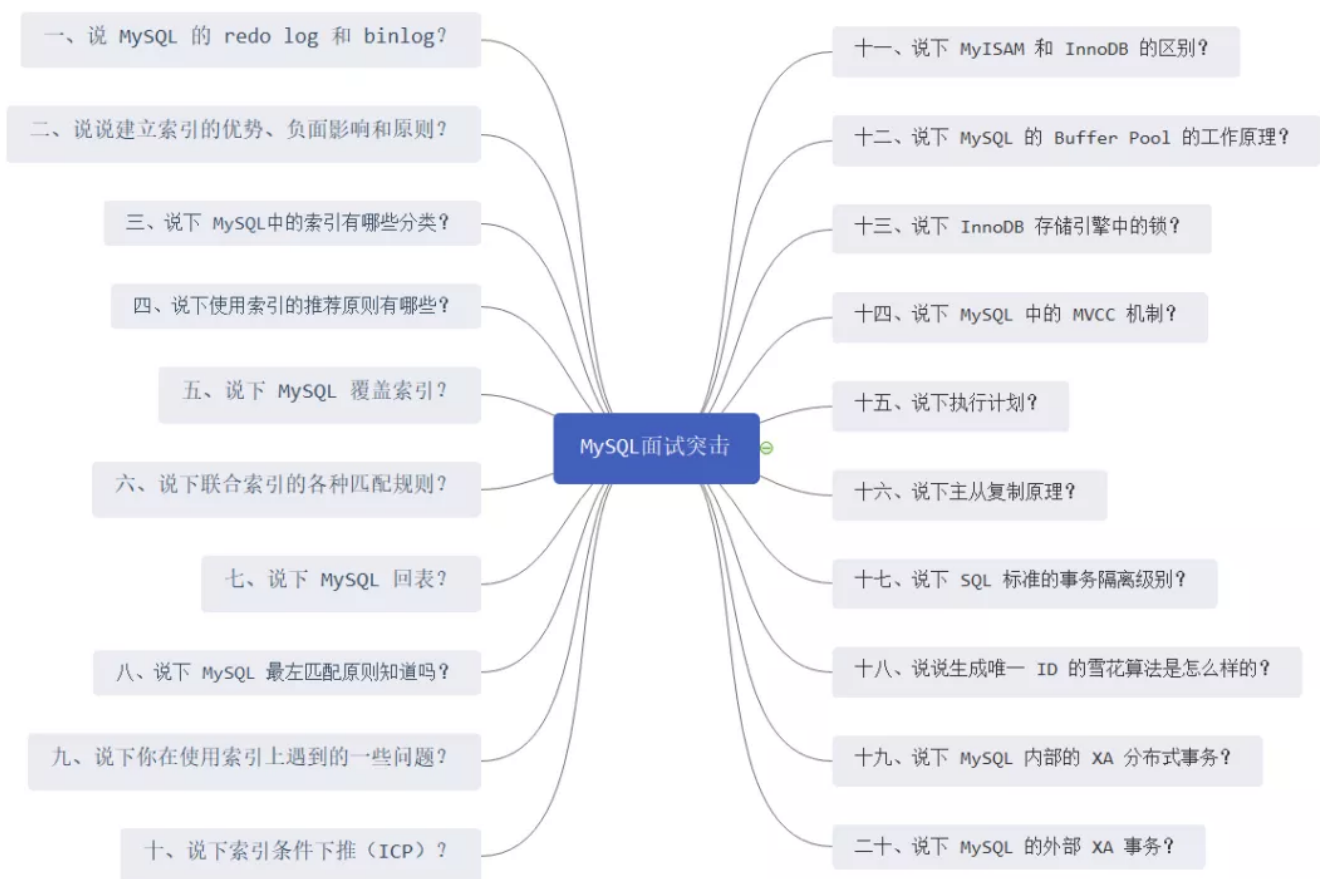 一、说 MySQL 的 redo log 和 binlog？
二、说说建立索引的优势、负面影响和原则？
三、说下 MySQL中的索引有哪些分类？
四、说下使用索引的推荐原则有哪些？
五、说下 MySQL 覆盖索引？
六、说下联合索引的各种匹配规则？
七、说下 MySQL 回表？
八、说下 MySQL 最左匹配原则知道吗？
九、说下你在使用索引上遇到的一些问题？
十、说下索引条件下推（ICP）？
MySQL面试突击
十一、说下 MyISAM 和 InnoDB 的区别？
十二、说下 MySQL 的 Buffer Pool 的工作原理？
十三、说下 InnoDB 存储引擎中的锁？
十四、说下 MySQL 中的 MVCC 机制？
十五、说下执行计划？
十六、说下主从复制原理？
十七、说下 SQL 标准的事务隔离级别？
十八、说说生成唯一 ID 的雪花算法是怎么样的？
十九、说下 MySQL 内部的 XA 分布式事务？
二十、说下 MySQL 的外部 XA 事务？